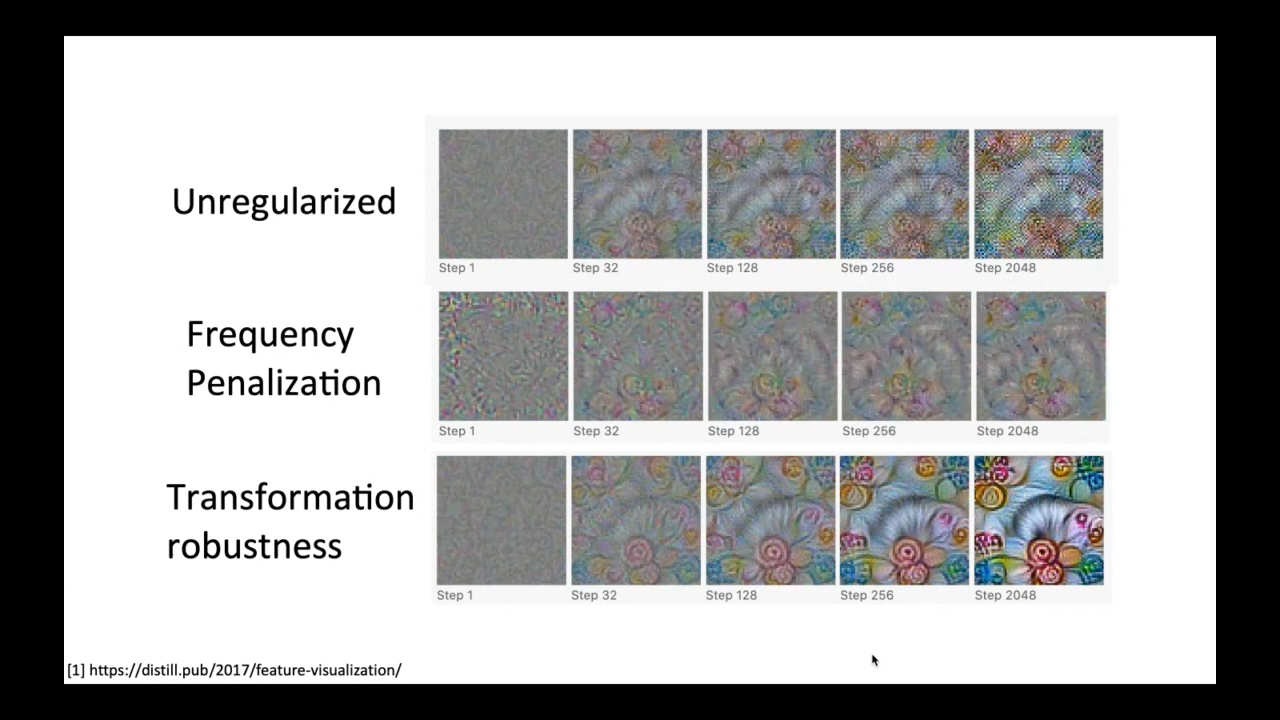 Unregularized
Step 1
Step 32
Step 128
Step 256
Step 2048
Frequency
Penalization
Step 1
Step 32
Step 128
Step 256
Step 2048
Transformation
robustness
Step 1
Step 32
Step 128
Step 256
Step 2048
[1] https://distill.pub/2017/feature-visualization/